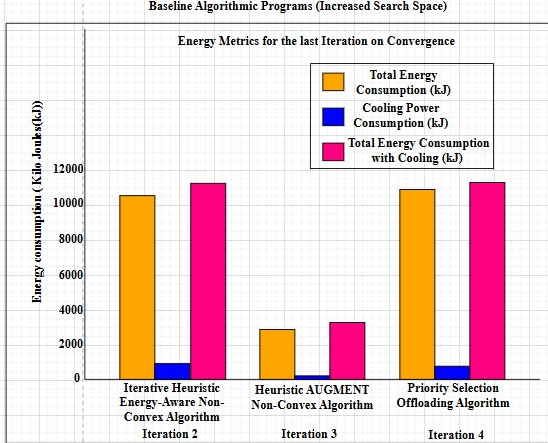 Baseline Algorithmic Programs (Increased Search Space)
Energy Metrics for the last Iteration on Convergence
Total Energy
Consumption (kJ)
Cooling Power
Consumption (kJ)
Total Energy Consumption
with Cooling (kJ)
Energy consumption ( Kilo Joules(kJ))
12000
10000
8000
6000
4000
2000
0
Iterative Heuristic
Energy-Aware Non-
Convex Algorithm
Iteration 2
Heuristic AUGMENT
Non-Convex Algorithm
Iteration 3
Priority Selection
Offloading Algorithm
Iteration 4